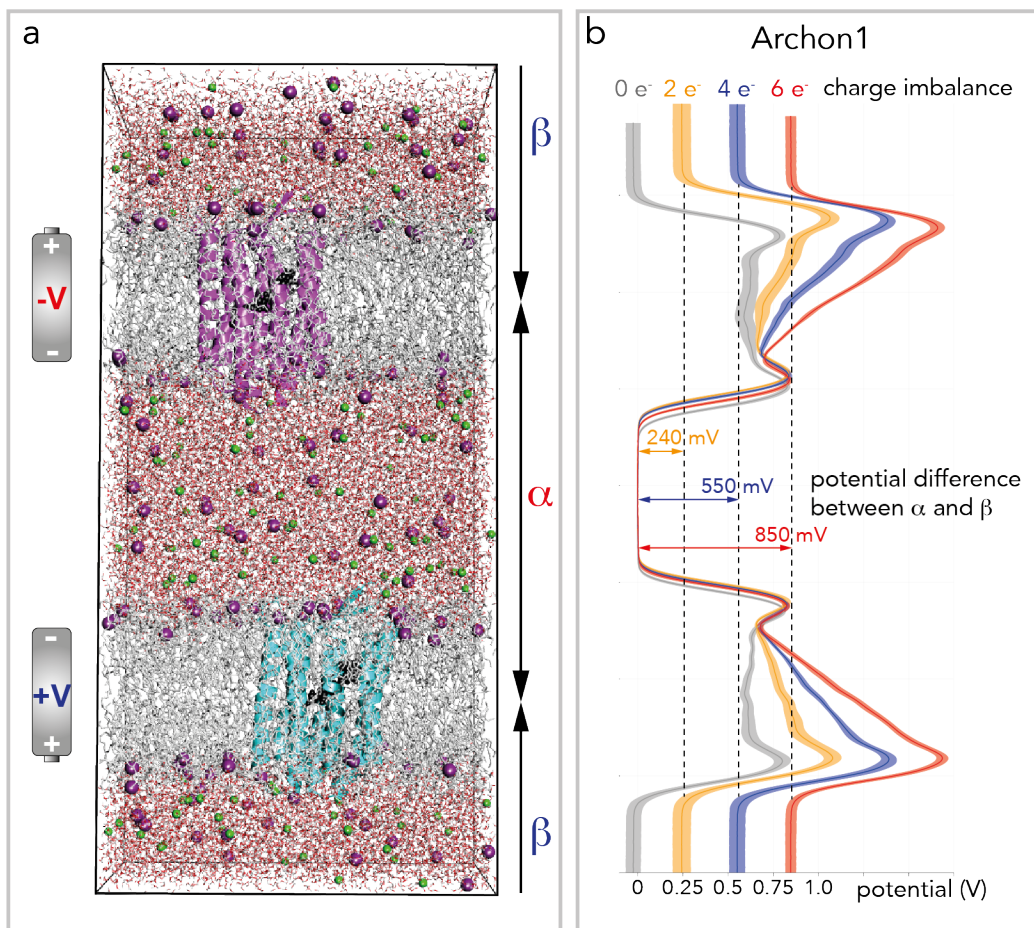 a
β
+
-V
-
α
-
+V
+
β
b
Archon1
0 e⁻ 2 e⁻ 4 e⁻ 6 e⁻ charge imbalance
240 mV
550 mV
850 mV
potential difference
between α and β
0 0.25 0.5 0.75 1.0 potential (V)